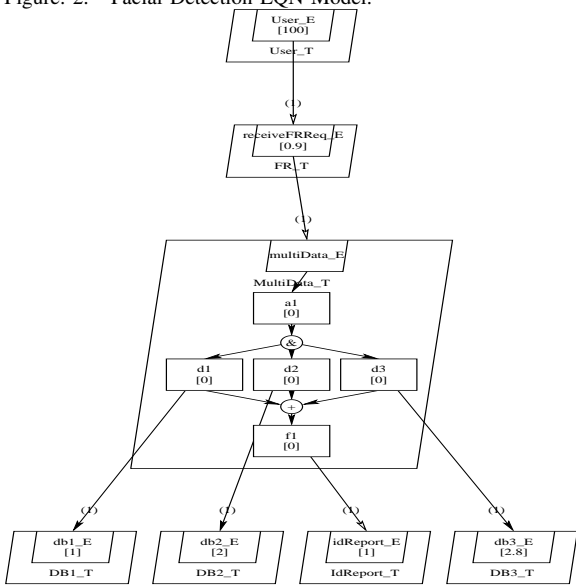 Figure. 2. Facial Detection LQN Model.
User_E
[100]
User_T
(1)
receiveFRReq_E
[0.9]
FR_T
(1)
multiData_E
MultiData_T
a1
[0]
&
d1 d2 d3
[0] [0] [0]
+
f1
[0]
(1) (1) (1) (1)
db1_E db2_E idReport_E db3_E
[1] [2] [1] [2.8]
DB1_T DB2_T IdReport_T DB3_T